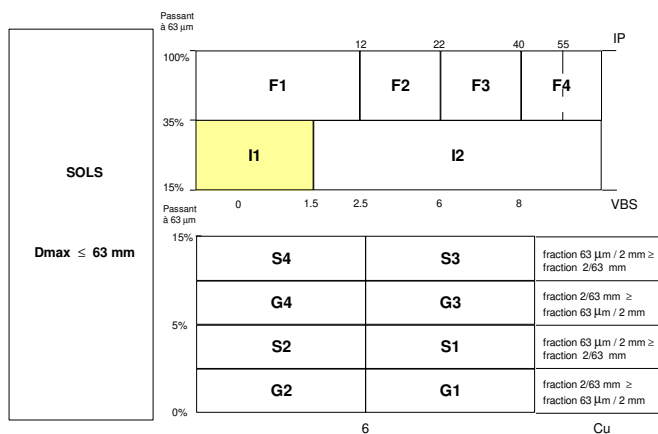 Passant
à 63 µm
12 22 40 55 IP
100%
F1 F2 F3 F4
35%
SOLS
I1 I2
15%
0 1.5 2.5 6 8 VBS
Passant
à 63 µm
15%
Dmax ≤ 63 mm
S4 S3 fraction 63 µm / 2 mm ≥
fraction 2/63 mm
G4 G3 fraction 2/63 mm ≥
fraction 63 µm / 2 mm
5%
S2 S1 fraction 63 µm / 2 mm ≥
fraction 2/63 mm
G2 G1 fraction 2/63 mm ≥
fraction 63 µm / 2 mm
0%
6 Cu